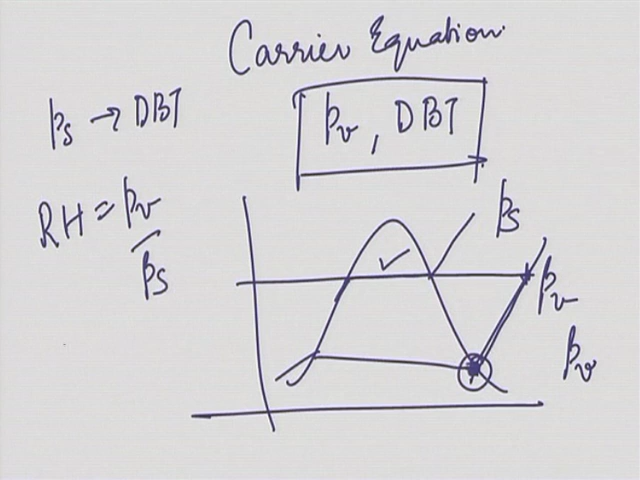 Carrier Equation
ps → DBT
pv, DBT
RH = pv
ps
ps
pv
pv